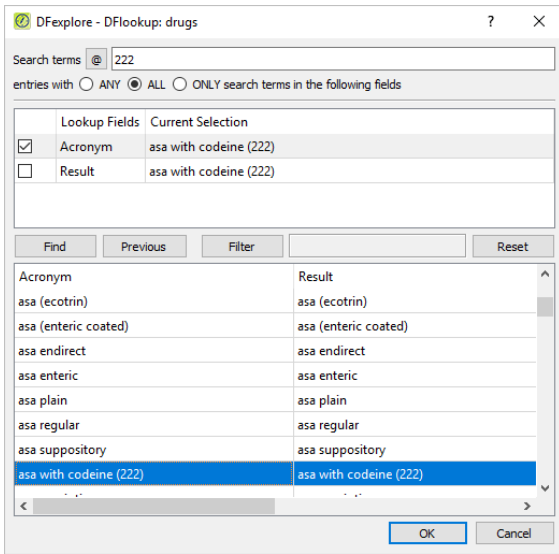 DFexplore - DFlookup: drugs ? ×
Search terms @ 222
entries with ANY ALL ONLY search terms in the following fields
Lookup Fields Current Selection
Acronym asa with codeine (222)
Result asa with codeine (222)
Find Previous Filter Reset
Acronym Result
asa (ecotrin) asa (ecotrin)
asa (enteric coated) asa (enteric coated)
asa endirect asa endirect
asa enteric asa enteric
asa plain asa plain
asa regular asa regular
asa suppository asa suppository
asa with codeine (222) asa with codeine (222)
OK Cancel